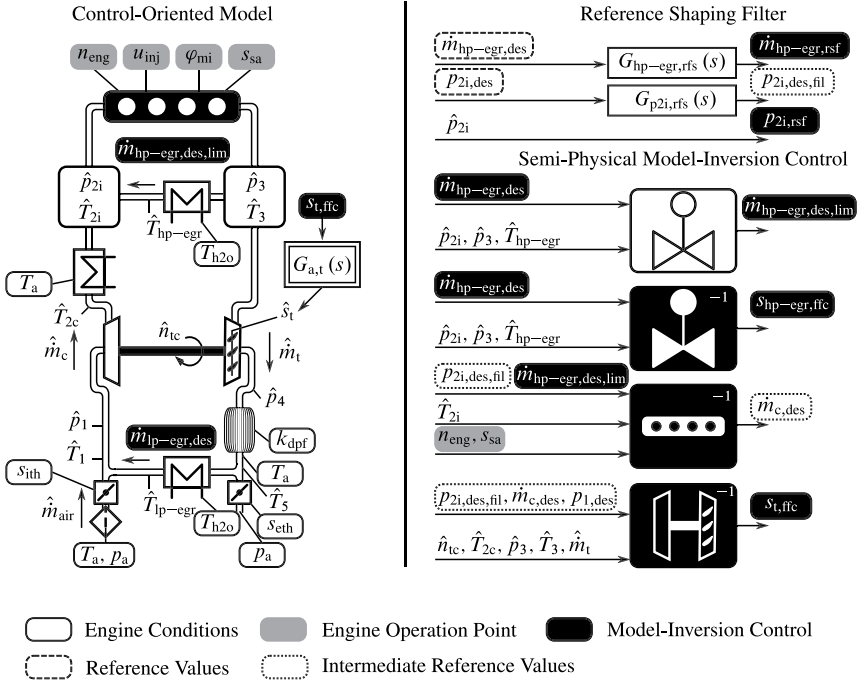 Control-Oriented Model
n_eng u_inj φ_mi s_sa
ṁ_hp−egr,des,lim
p̂_2i
T̂_2i
p̂_3
T̂_3
T̂_hp−egr
T_h2o
s_t,ffc
G_a,t (s)
T_a
T̂_2c
ŝ_t
n̂_tc
ṁ̂_c
ṁ̂_t
p̂_4
p̂_1
ṁ_lp−egr,des
k_dpf
T̂_1
T_a
s_ith
T̂_5
T̂_lp−egr
T_h2o
s_eth
ṁ̂_air
T_a, p_a
p_a
Reference Shaping Filter
ṁ_hp−egr,des
G_hp−egr,rfs (s)
ṁ_hp−egr,rsf
p_2i,des
G_p2i,rfs (s)
p_2i,des,fil
p̂_2i
p_2i,rsf
Semi-Physical Model-Inversion Control
ṁ_hp−egr,des
ṁ_hp−egr,des,lim
p̂_2i, p̂_3, T̂_hp−egr
ṁ_hp−egr,des
−1
s_hp−egr,ffc
p̂_2i, p̂_3, T̂_hp−egr
p_2i,des,fil ṁ_hp−egr,des,lim
−1
T̂_2i
ṁ_c,des
n_eng, s_sa
p_2i,des,fil, ṁ_c,des, p_1,des
−1
s_t,ffc
n̂_tc, T̂_2c, p̂_3, T̂_3, ṁ̂_t
Engine Conditions
Engine Operation Point
Model-Inversion Control
Reference Values
Intermediate Reference Values